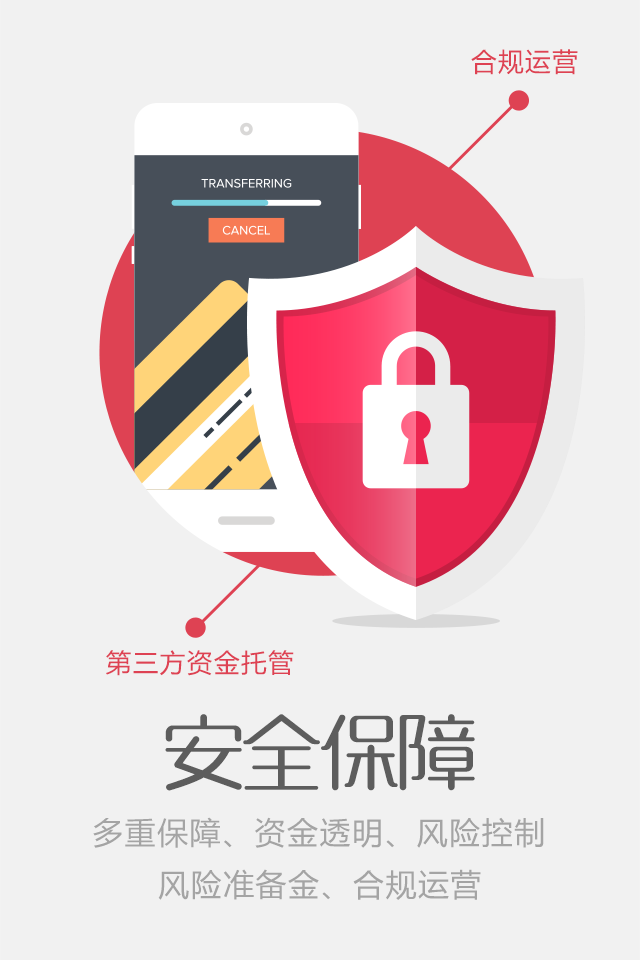 合规运营
TRANSFERRING
CANCEL
第三方资金托管
安全保障
多重保障、资金透明、风险控制
风险准备金、合规运营